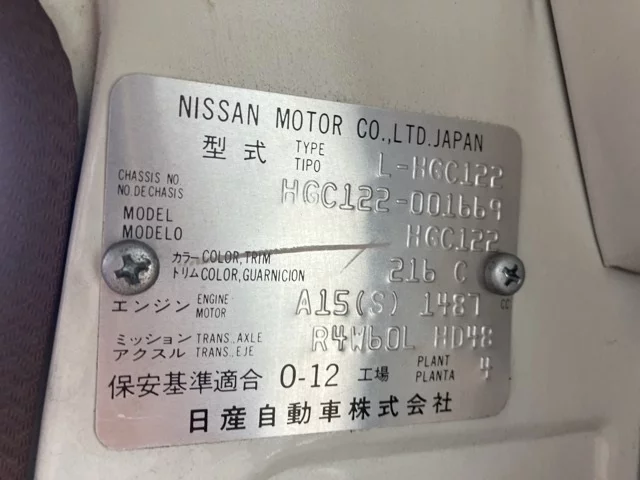 NISSAN MOTOR CO.,LTD.JAPAN
型式 TYPE TIPO L-HGC122
CHASSIS NO NO.DE CHASIS HGC122-001669
MODEL MODELO HGC122
カラー COLOR,TRIM トリム COLOR,GUARNICION 216 C
エンジン ENGINE MOTOR A15(S) 1487 CC
ミッション TRANS.,AXLE アクスル TRANS.,EJE R4W60L HD48
保安基準適合 0-12 工場 PLANT PLANTA 4
日産自動車株式会社